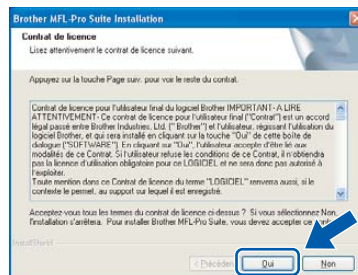 Brother MFL-Pro Suite Installation
Contrat de licence
Lisez attentivement le contrat de licence suivant.
Appuyez sur la touche Page suiv. pour voir le reste du contrat.
Contrat de licence pour l'utilisateur final du logiciel Brother IMPORTANT- A LIRE
ATTENTIVEMENT- Ce contrat de licence pour l'utilisateur final ("Contrat") est un accord
légal passé entre Brother Industries, Ltd. ("Brother") et l'utilisateur, régissant l'utilisation du
logiciel Brother, et qui sera installé en cliquant sur la touche "Oui" de cette boîte de
dialogue ("SOFTWARE"). En cliquant sur "Oui", l'utilisateur accepte d'être lié aux
modalités de ce Contrat. Si l'utilisateur refuse les conditions de ce Contrat, il n'obtiendra
pas la licence d'utilisation obligatoire pour ce LOGICIEL et ne sera donc pas autorisé à
l'exploiter.
Toute mention dans ce Contrat de licence du terme "LOGICIEL" renverra aussi, si le
contexte le permet, au support sur lequel il est enregistré.
Acceptez-vous tous les termes du contrat de licence ci-dessus ? Si vous sélectionnez Non,
l'installation s'arrêtera. Pour installer Brother MFL-Pro Suite, vous devez accepter ce
InstallShield
< Précédent
Oui
Non